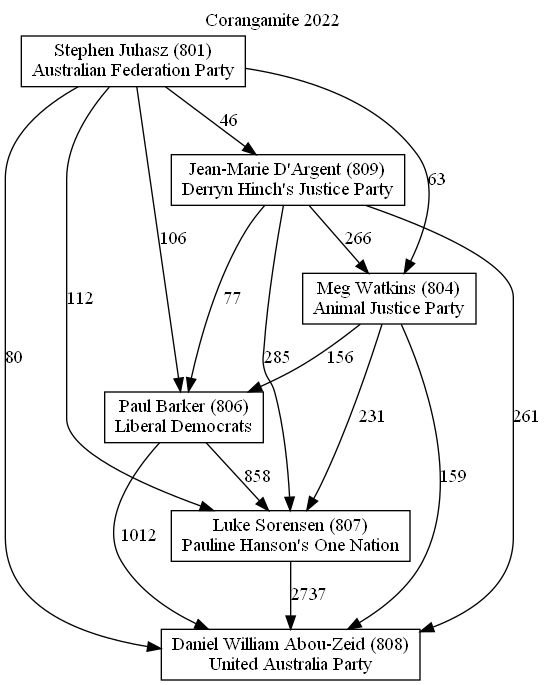 Corangamite 2022
Stephen Juhasz (801)
Australian Federation Party
46
Jean-Marie D'Argent (809)
Derryn Hinch's Justice Party
63
106
266
Meg Watkins (804)
Animal Justice Party
112
77
80
285
156
261
Paul Barker (806)
Liberal Democrats
231
858
159
Luke Sorensen (807)
Pauline Hanson's One Nation
1012
2737
Daniel William Abou-Zeid (808)
United Australia Party